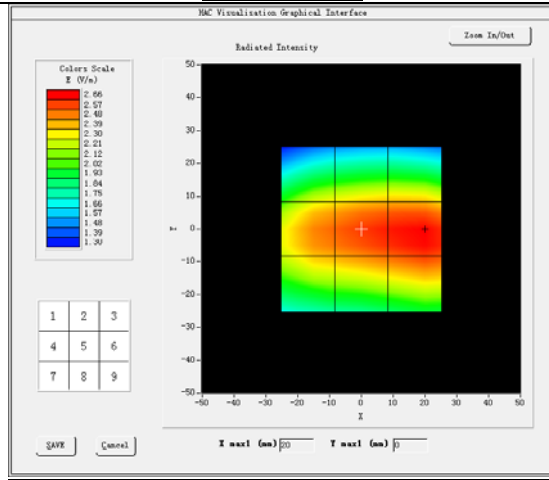 HAC Visualisation Graphical Interface
Zoom In/Out
Radiated Intensity
Colors Scale
E (V/m)
2.66
2.57
2.48
2.39
2.30
2.21
2.12
2.02
1.93
1.84
1.75
1.66
1.57
1.48
1.39
1.30
50
40
30
20
10
Y 0
-10
-20
-30
-40
-50
-50 -40 -30 -20 -10 0 10 20 30 40 50
X
1 2 3
4 5 6
7 8 9
SAVE Cancel
X max1 (mm) 20 Y max1 (mm) 0